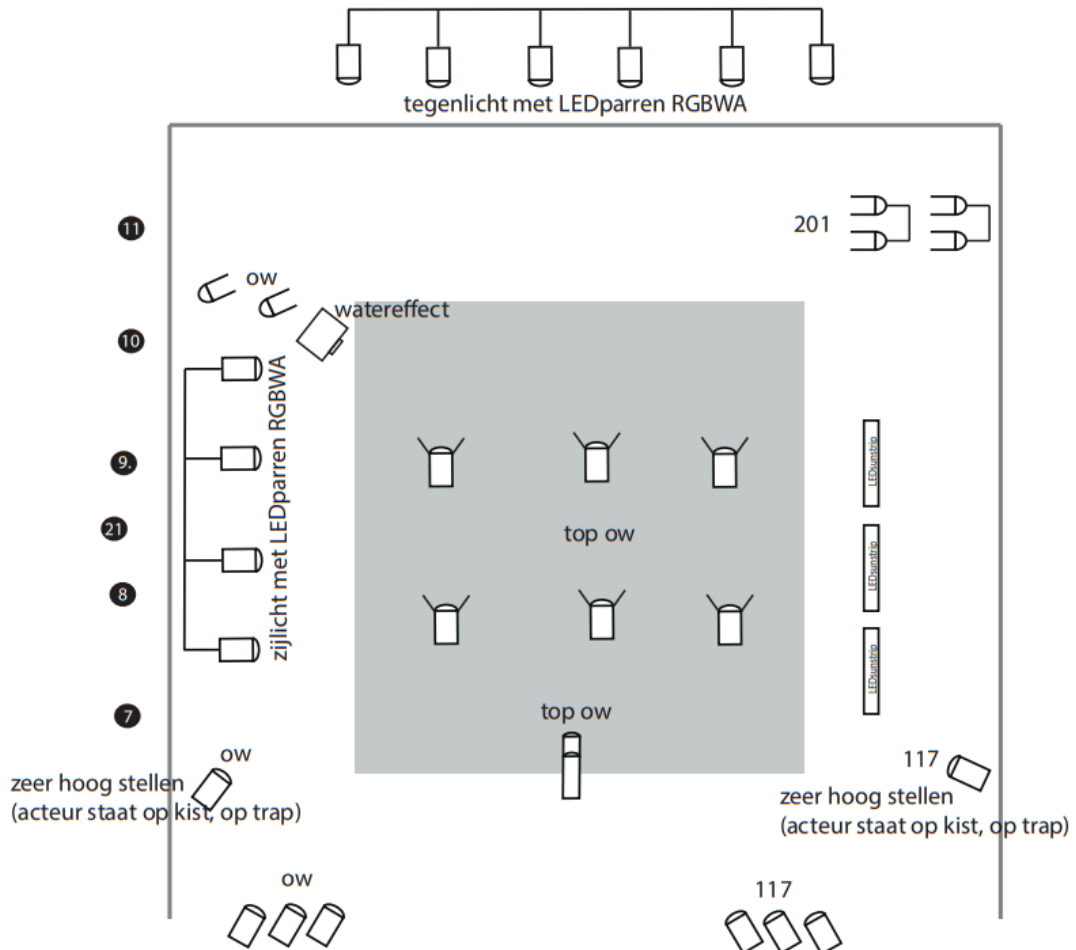 tegenlicht met LEDparren RGBWA
11
201
ow
watereffect
10
zijlicht met LEDparren RGBWA
9.
LEDsunstrip
21
top ow
LEDsunstrip
8
LEDsunstrip
7
top ow
ow
117
zeer hoog stellen
(acteur staat op kist, op trap)
zeer hoog stellen
(acteur staat op kist, op trap)
ow
117